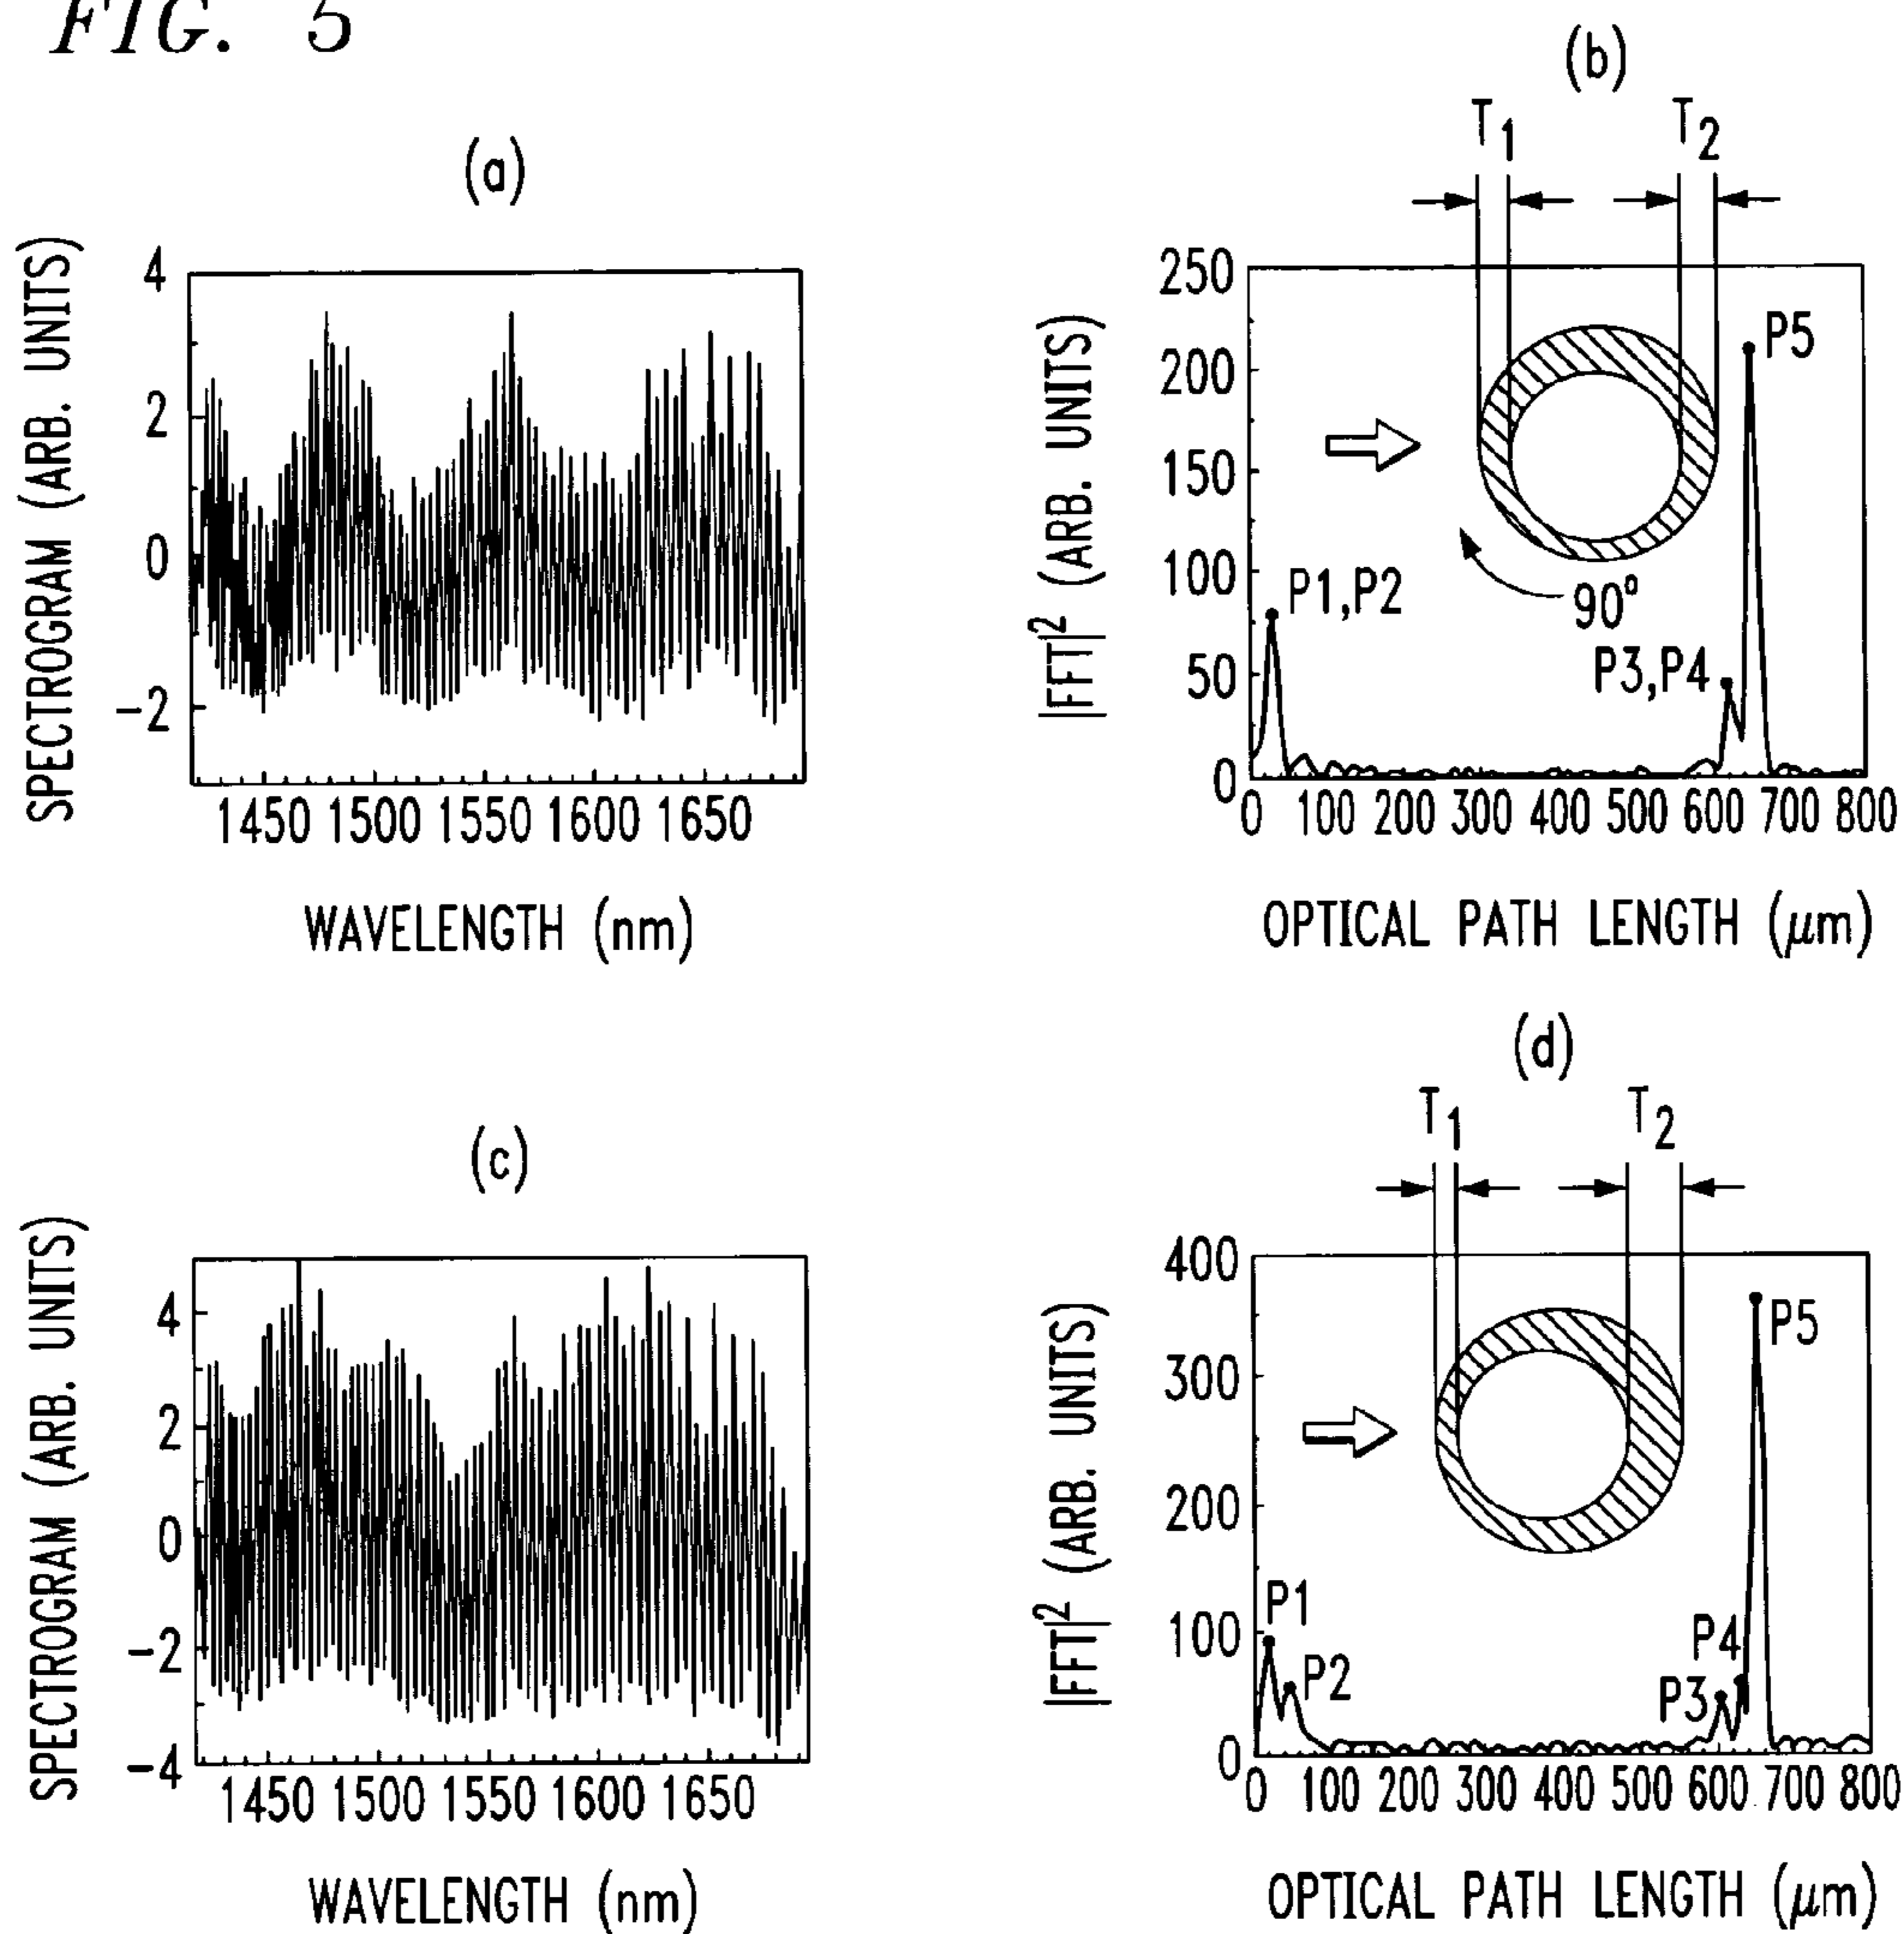 FIG. 5
(a)
SPECTROGRAM (ARB. UNITS)
4
2
0
-2
1450 1500 1550 1600 1650
WAVELENGTH (nm)
(b)
T1 T2
|FFT|2 (ARB. UNITS)
250
200
150
100
50
0
P1,P2
P3,P4
P5
90°
0 100 200 300 400 500 600 700 800
OPTICAL PATH LENGTH (μm)
(c)
SPECTROGRAM (ARB. UNITS)
4
2
0
-2
-4
1450 1500 1550 1600 1650
WAVELENGTH (nm)
(d)
T1 T2
|FFT|2 (ARB. UNITS)
400
300
200
100
0
P1
P2
P3
P4
P5
0 100 200 300 400 500 600 700 800
OPTICAL PATH LENGTH (μm)